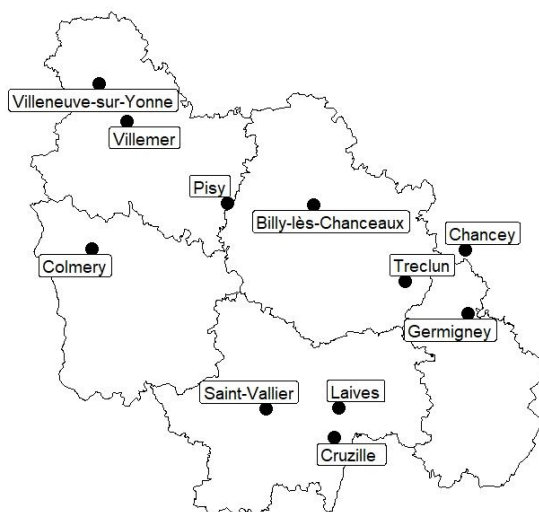 Villeneuve-sur-Yonne
Villemer
Pisy
Billy-lès-Chanceaux
Chancey
Colmery
Treclun
Germigney
Saint-Vallier
Laives
Cruzille